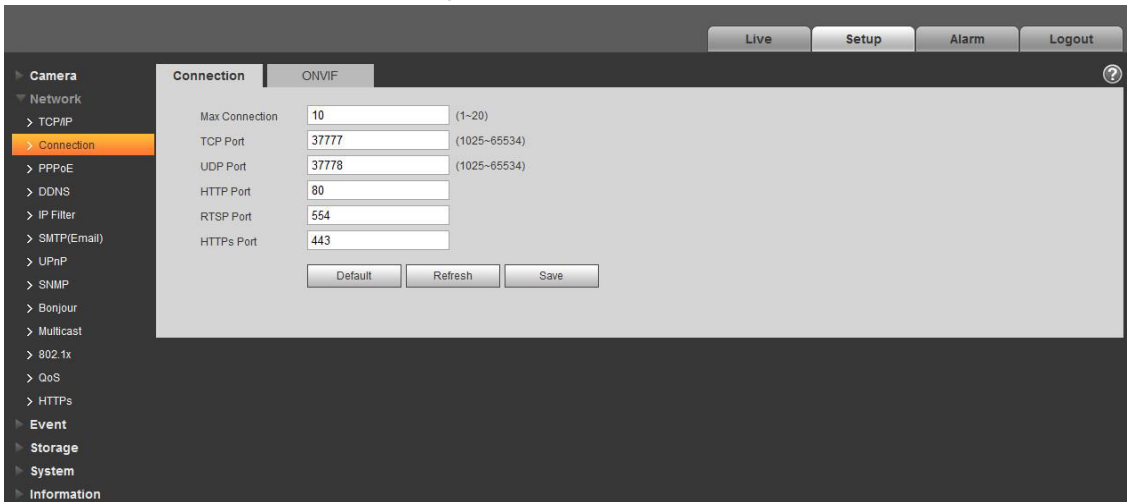 Live Setup Alarm Logout
Camera
Network
TCP/IP
Connection
PPPoE
DDNS
IP Filter
SMTP(Email)
UPnP
SNMP
Bonjour
Multicast
802.1x
QoS
HTTPs
Event
Storage
System
Information
Connection ONVIF ?
Max Connection 10 (1~20)
TCP Port 37777 (1025~65534)
UDP Port 37778 (1025~65534)
HTTP Port 80
RTSP Port 554
HTTPs Port 443
Default Refresh Save